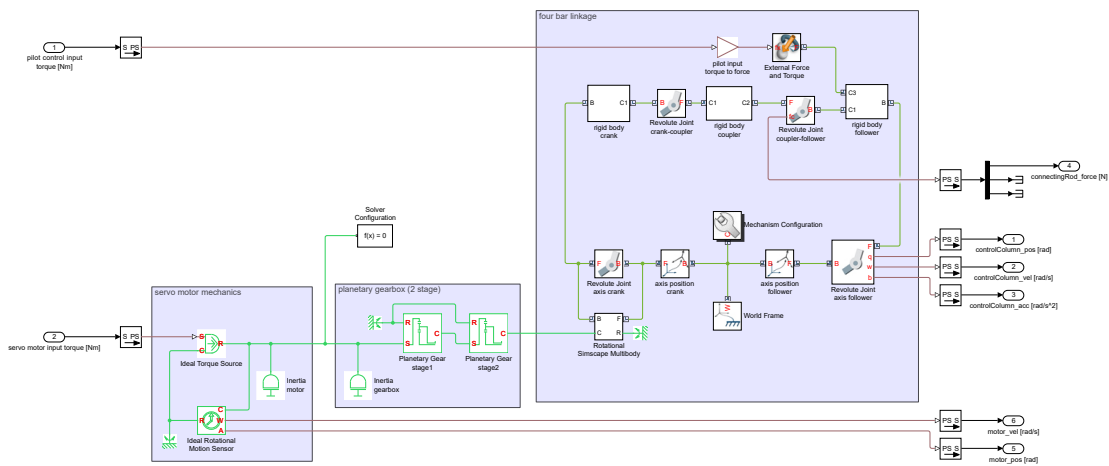 four bar linkage
1
pilot control input
torque [Nm]
S PS
pilot input
torque to force
External Force
and Torque
B
C1
rigid body
crank
B
F
Revolute Joint
crank-coupler
C1
C2
rigid body
coupler
F
B
Revolute Joint
coupler-follower
C3
C1
B
rigid body
follower
PS S
4
connectingRod_force [N]
Solver
Configuration
f(x) = 0
Mechanism Configuration
C
F
B
Revolute Joint
axis crank
B
F
axis position
crank
B
F
axis position
follower
B
F
q
w
b
Revolute Joint
axis follower
W
World Frame
PS S
1
controlColumn_pos [rad]
PS S
2
controlColumn_vel [rad/s]
PS S
3
controlColumn_acc [rad/s^2]
B
F
C
R
Rotational
Simscape Multibody
servo motor mechanics
2
servo motor input torque [Nm]
S PS
S
C
R
Ideal Torque Source
Inertia
motor
R
C
W
A
Ideal Rotational
Motion Sensor
planetary gearbox (2 stage)
Inertia
gearbox
R
S
C
Planetary Gear
stage1
R
S
C
Planetary Gear
stage2
PS S
6
motor_vel [rad/s]
PS S
5
motor_pos [rad]